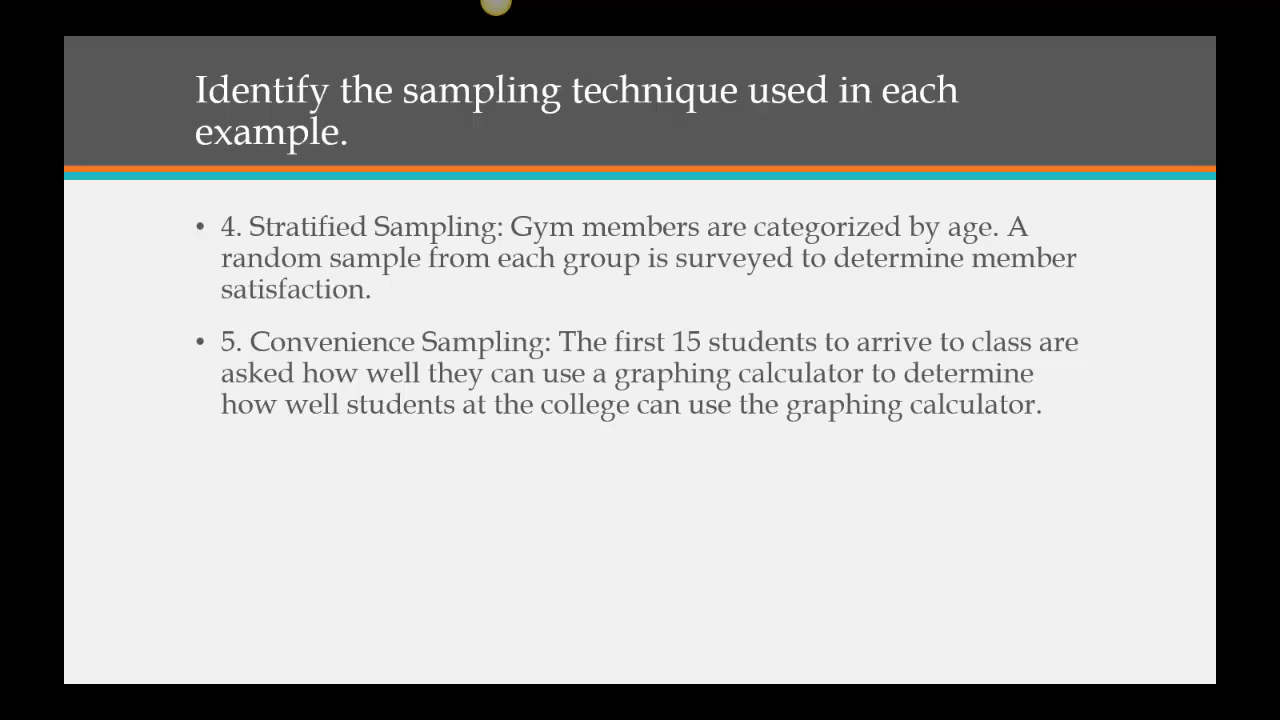 Identify the sampling technique used in each
example.
• 4. Stratified Sampling: Gym members are categorized by age. A
random sample from each group is surveyed to determine member
satisfaction.
• 5. Convenience Sampling: The first 15 students to arrive to class are
asked how well they can use a graphing calculator to determine
how well students at the college can use the graphing calculator.